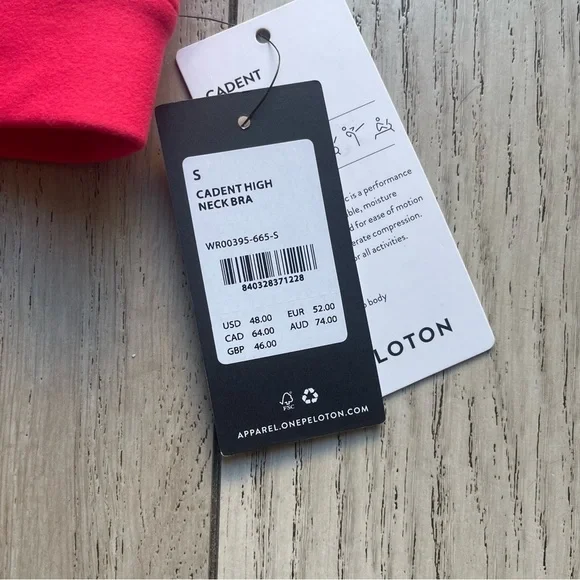 CADENT
c is a performance
ble, moisture
d for ease of motion
erate compression.
or all activities.
body
LOTON
S
CADENT HIGH
NECK BRA
WR00395-665-S
840328371228
USD 48.00 EUR 52.00
CAD 64.00 AUD 74.00
GBP 46.00
FSC
APPAREL.ONEPELOTON.COM